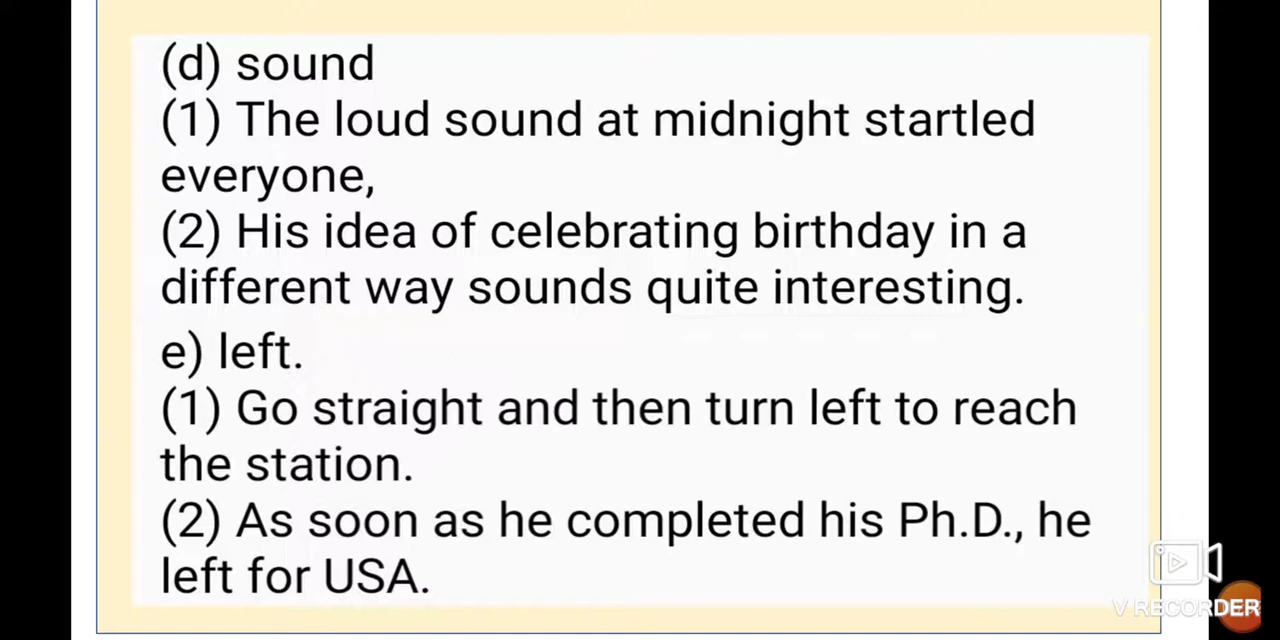 (d) sound
(1) The loud sound at midnight startled
everyone,
(2) His idea of celebrating birthday in a
different way sounds quite interesting.
e) left.
(1) Go straight and then turn left to reach
the station.
(2) As soon as he completed his Ph.D., he
left for USA.
V RECORDER